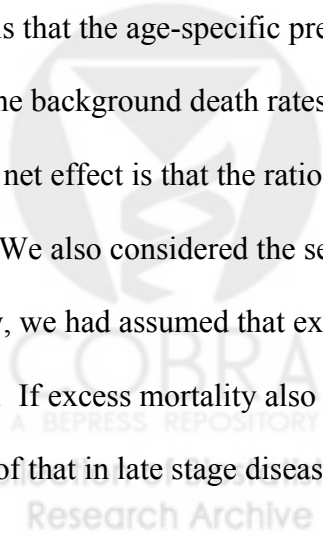 is that the age-specific pre
ne background death rates
net effect is that the ratio
We also considered the se
, we had assumed that ex
COBRA
. If excess mortality also
A BEPRESS REPOSITORY
of that in late stage diseas
Research Archive